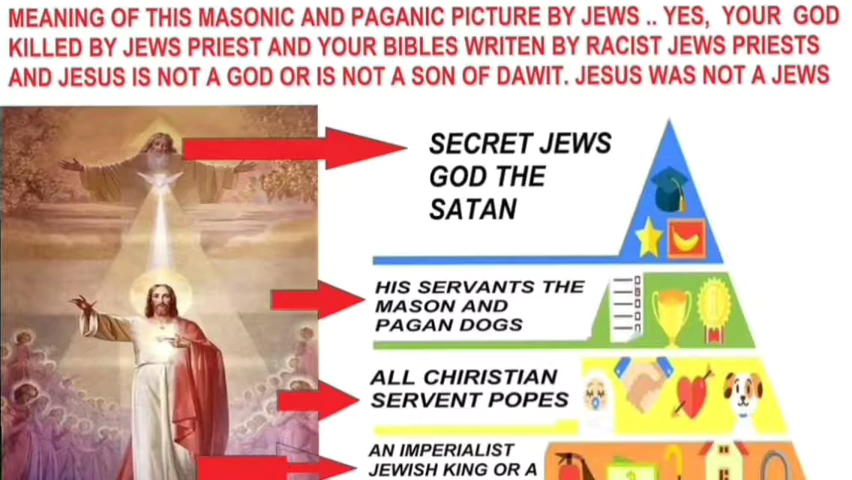 MEANING OF THIS MASONIC AND PAGANIC PICTURE BY JEWS .. YES, YOUR GOD
KILLED BY JEWS PRIEST AND YOUR BIBLES WRITEN BY RACIST JEWS PRIESTS
AND JESUS IS NOT A GOD OR IS NOT A SON OF DAWIT. JESUS WAS NOT A JEWS
SECRET JEWS
GOD THE
SATAN
HIS SERVANTS THE
MASON AND
PAGAN DOGS
ALL CHIRISTIAN
SERVENT POPES
AN IMPERIALIST
JEWISH KING OR A